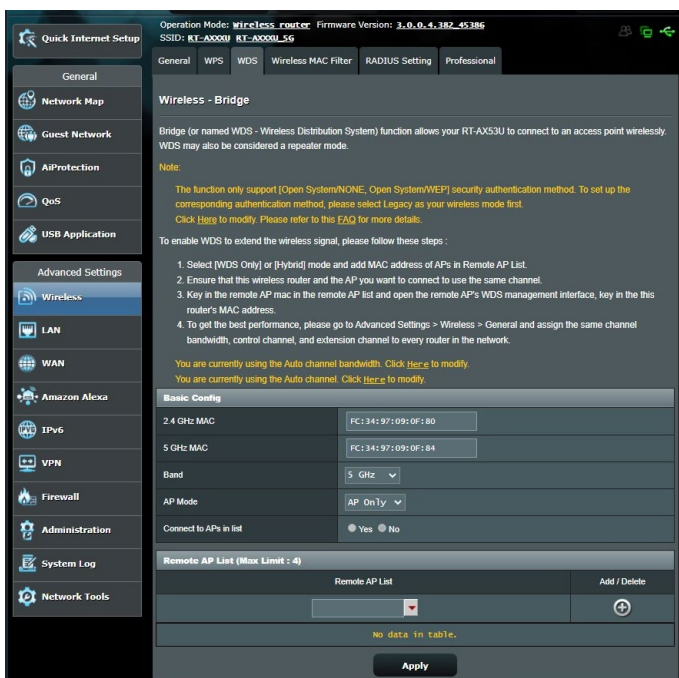 Operation Mode: Wireless router Firmware Version: 3.0.0.4.382_45386
SSID: RT-AXXXU RT-AXXXU_5G
Quick Internet Setup
General
Network Map
Guest Network
AiProtection
QoS
USB Application
Advanced Settings
Wireless
LAN
WAN
Amazon Alexa
IPv6
VPN
Firewall
Administration
System Log
Network Tools
General WPS WDS Wireless MAC Filter RADIUS Setting Professional
Wireless - Bridge
Bridge (or named WDS - Wireless Distribution System) function allows your RT-AX53U to connect to an access point wirelessly.
WDS may also be considered a repeater mode.
Note:
The function only support [Open System/NONE, Open System/WEP] security authentication method. To set up the
corresponding authentication method, please select Legacy as your wireless mode first.
Click Here to modify. Please refer to this FAQ for more details.
To enable WDS to extend the wireless signal, please follow these steps :
1. Select [WDS Only] or [Hybrid] mode and add MAC address of APs in Remote AP List.
2. Ensure that this wireless router and the AP you want to connect to use the same channel.
3. Key in the remote AP mac in the remote AP list and open the remote AP's WDS management interface, key in the this
router's MAC address.
4. To get the best performance, please go to Advanced Settings > Wireless > General and assign the same channel
bandwidth, control channel, and extension channel to every router in the network.
You are currently using the Auto channel bandwidth. Click Here to modify.
You are currently using the Auto channel. Click Here to modify.
Basic Config
2.4 GHz MAC FC:34:97:09:0F:80
5 GHz MAC FC:34:97:09:0F:84
Band 5 GHz
AP Mode AP Only
Connect to APs in list Yes No
Remote AP List (Max Limit : 4)
Remote AP List Add / Delete
No data in table.
Apply